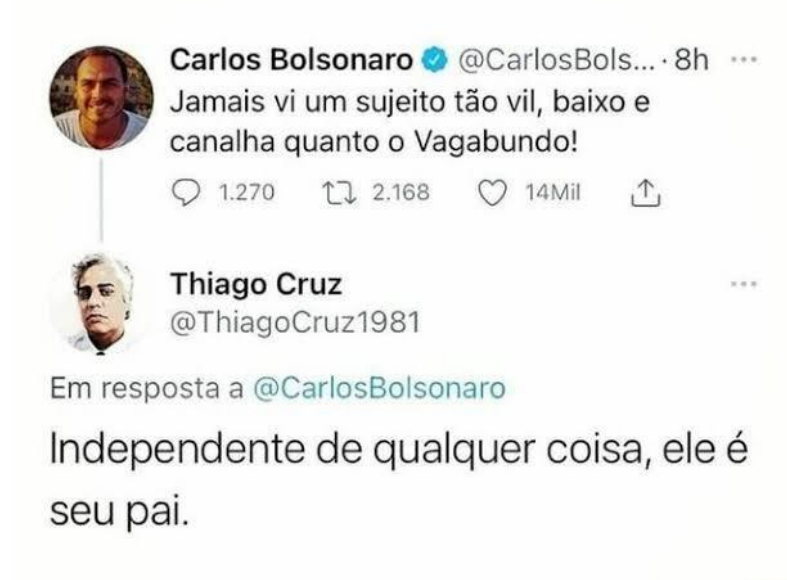 Carlos Bolsonaro @CarlosBols... · 8h
Jamais vi um sujeito tão vil, baixo e
canalha quanto o Vagabundo!
1.270 2.168 14Mil
Thiago Cruz
@ThiagoCruz1981
Em resposta a @CarlosBolsonaro
Independente de qualquer coisa, ele é
seu pai.